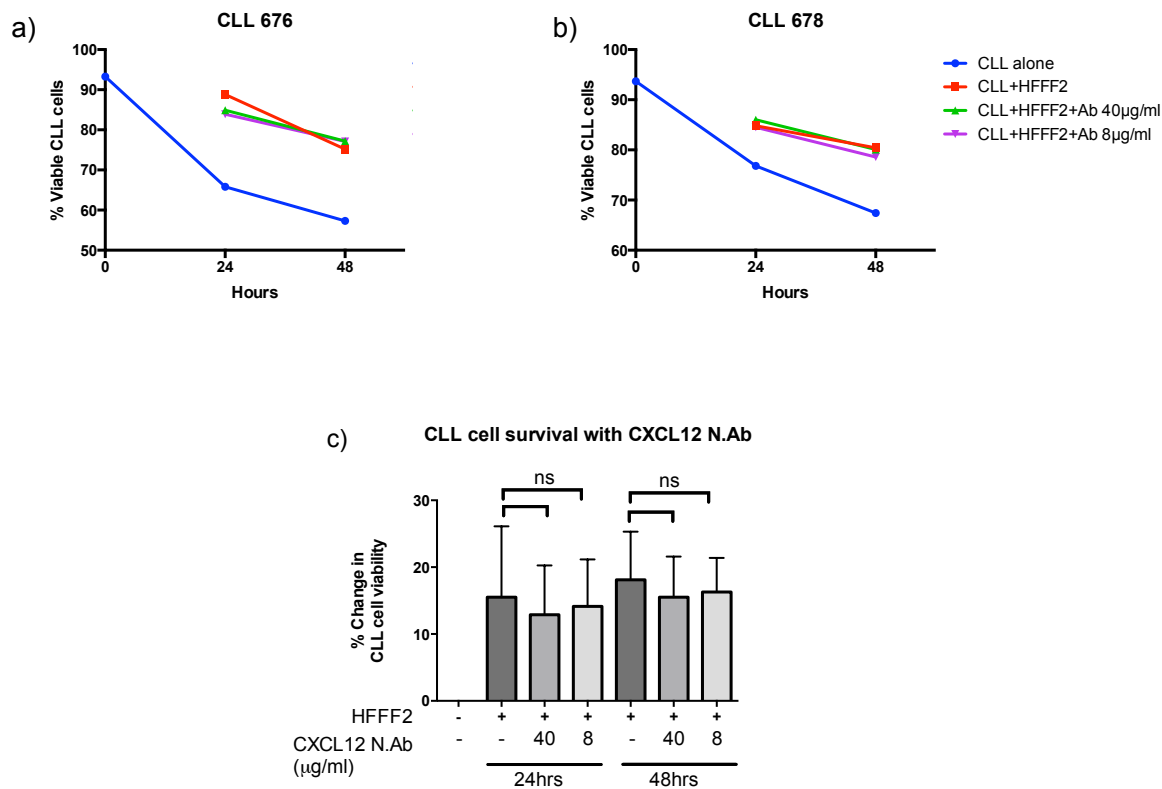 a)
CLL 676
100
90
80
70
60
50
% Viable CLL cells
0
24
48
Hours
b)
CLL 678
100
90
80
70
60
% Viable CLL cells
0
24
48
Hours
CLL alone
CLL+HFFF2
CLL+HFFF2+Ab 40µg/ml
CLL+HFFF2+Ab 8µg/ml
c)
CLL cell survival with CXCL12 N.Ab
ns
ns
30
20
10
0
% Change in
CLL cell viability
HFFF2 - + + + + + +
CXCL12 N.Ab - - 40 8 - 40 8
(µg/ml)
24hrs 48hrs